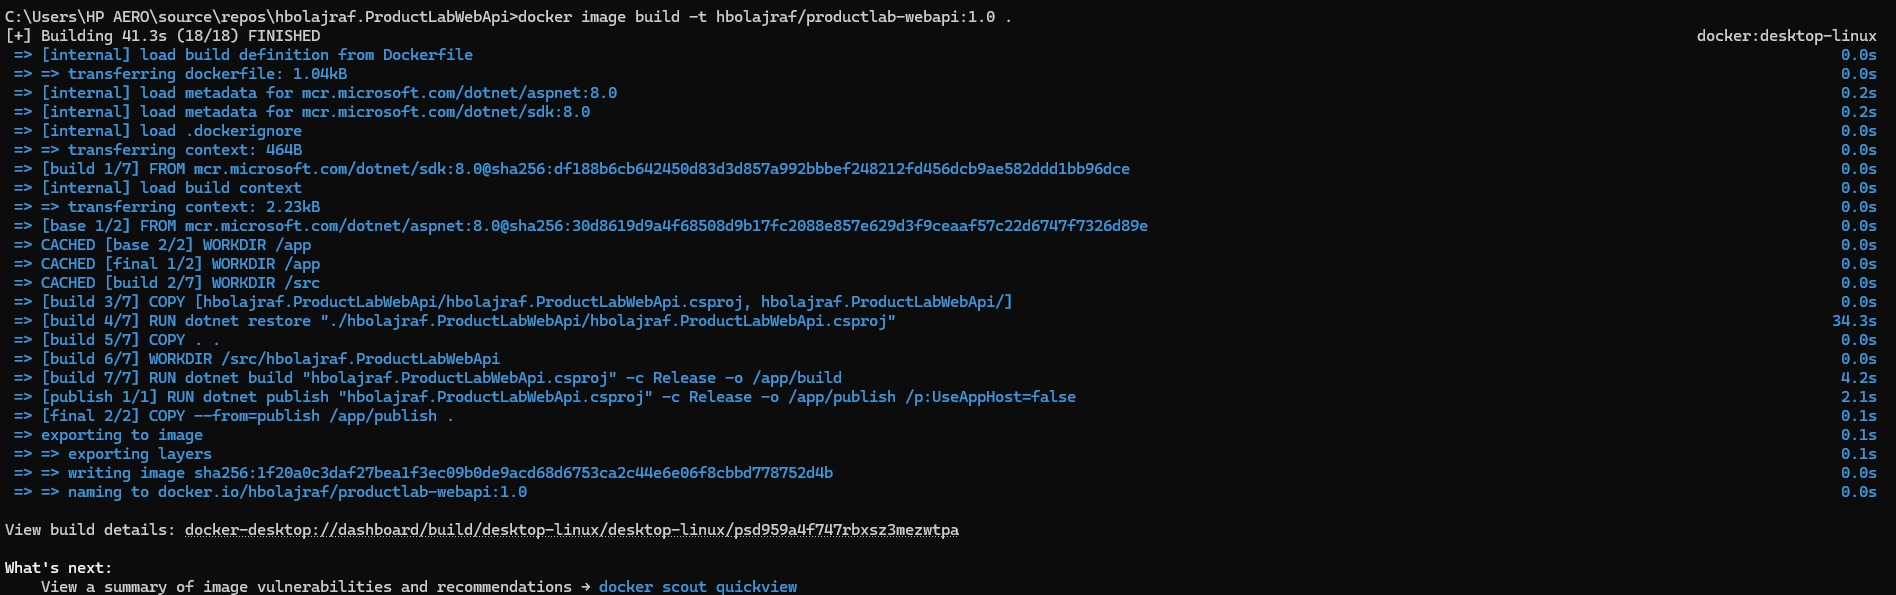 C:\Users\HP AERO\source\repos\hbolajraf.ProductLabWebApi>docker image build -t hbolajraf/productlab-webapi:1.0 .
[+] Building 41.3s (18/18) FINISHED docker:desktop-linux
=> [internal] load build definition from Dockerfile 0.0s
=> => transferring dockerfile: 1.04kB 0.0s
=> [internal] load metadata for mcr.microsoft.com/dotnet/aspnet:8.0 0.2s
=> [internal] load metadata for mcr.microsoft.com/dotnet/sdk:8.0 0.2s
=> [internal] load .dockerignore 0.0s
=> => transferring context: 464B 0.0s
=> [build 1/7] FROM mcr.microsoft.com/dotnet/sdk:8.0@sha256:df188b6cb642450d83d3d857a992bbbef248212fd456dcb9ae582ddd1bb96dce 0.0s
=> [internal] load build context 0.0s
=> => transferring context: 2.23kB 0.0s
=> [base 1/2] FROM mcr.microsoft.com/dotnet/aspnet:8.0@sha256:30d8619d9a4f68508d9b17fc2088e857e629d3f9ceaaf57c22d6747f7326d89e 0.0s
=> CACHED [base 2/2] WORKDIR /app 0.0s
=> CACHED [final 1/2] WORKDIR /app 0.0s
=> CACHED [build 2/7] WORKDIR /src 0.0s
=> [build 3/7] COPY [hbolajraf.ProductLabWebApi/hbolajraf.ProductLabWebApi.csproj, hbolajraf.ProductLabWebApi/] 0.0s
=> [build 4/7] RUN dotnet restore "./hbolajraf.ProductLabWebApi/hbolajraf.ProductLabWebApi.csproj" 34.3s
=> [build 5/7] COPY . . 0.0s
=> [build 6/7] WORKDIR /src/hbolajraf.ProductLabWebApi 0.0s
=> [build 7/7] RUN dotnet build "hbolajraf.ProductLabWebApi.csproj" -c Release -o /app/build 4.2s
=> [publish 1/1] RUN dotnet publish "hbolajraf.ProductLabWebApi.csproj" -c Release -o /app/publish /p:UseAppHost=false 2.1s
=> [final 2/2] COPY --from=publish /app/publish . 0.1s
=> exporting to image 0.1s
=> => exporting layers 0.1s
=> => writing image sha256:1f20a0c3daf27bea1f3ec09b0de9acd68d6753ca2c44e6e06f8cbbd778752d4b 0.0s
=> => naming to docker.io/hbolajraf/productlab-webapi:1.0 0.0s
View build details: docker-desktop://dashboard/build/desktop-linux/desktop-linux/psd959a4f747rbxsz3mezwtpa
What's next:
View a summary of image vulnerabilities and recommendations → docker scout quickview